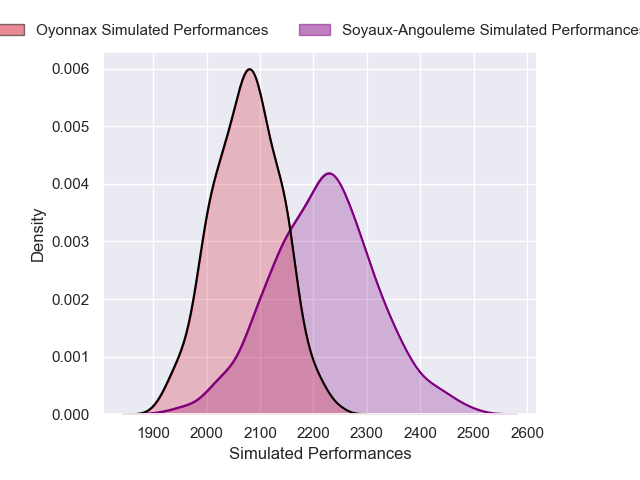 Oyonnax Simulated Performances Soyaux-Angouleme Simulated Performances
0.006
0.005
0.004
0.003
0.002
0.001
0.000
Density
1900 2000 2100 2200 2300 2400 2500 2600
Simulated Performances